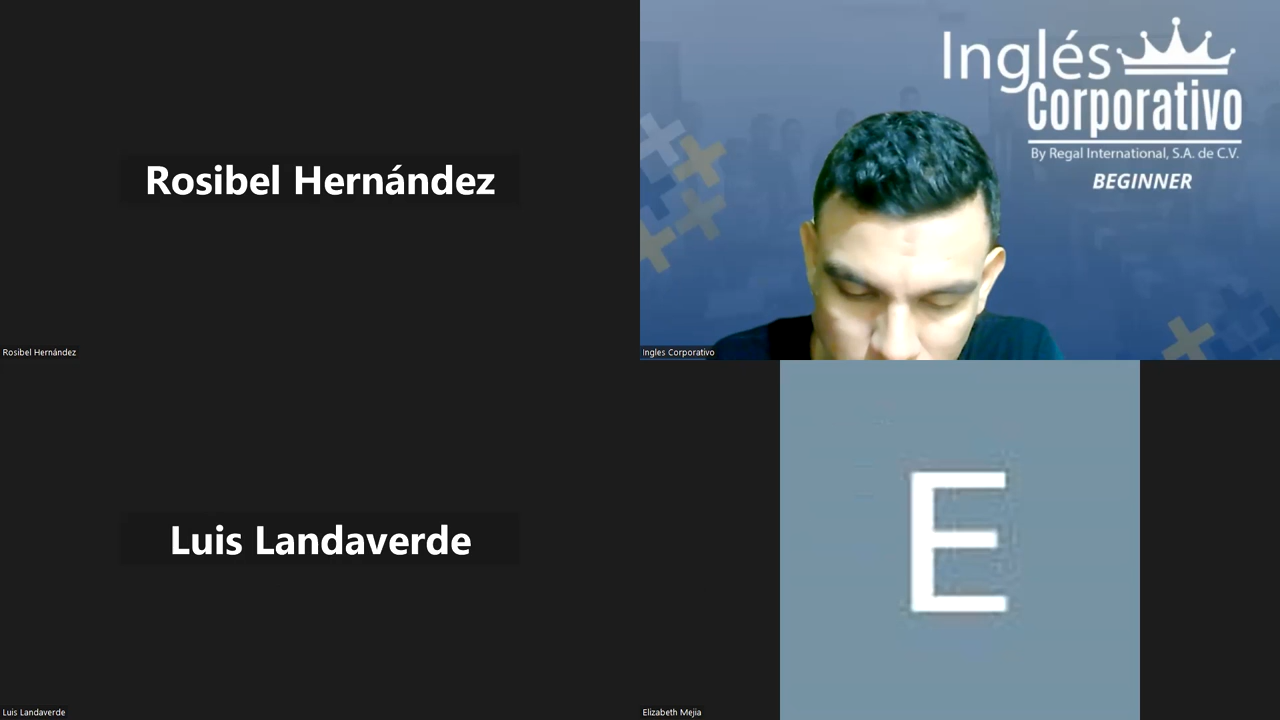 Rosibel Hernández
Rosibel Hernández
Inglés
Corporativo
By Regal International, S.A. de C.V.
BEGINNER
Ingles Corporativo
Luis Landaverde
Luis Landaverde
E
Elizabeth Mejia